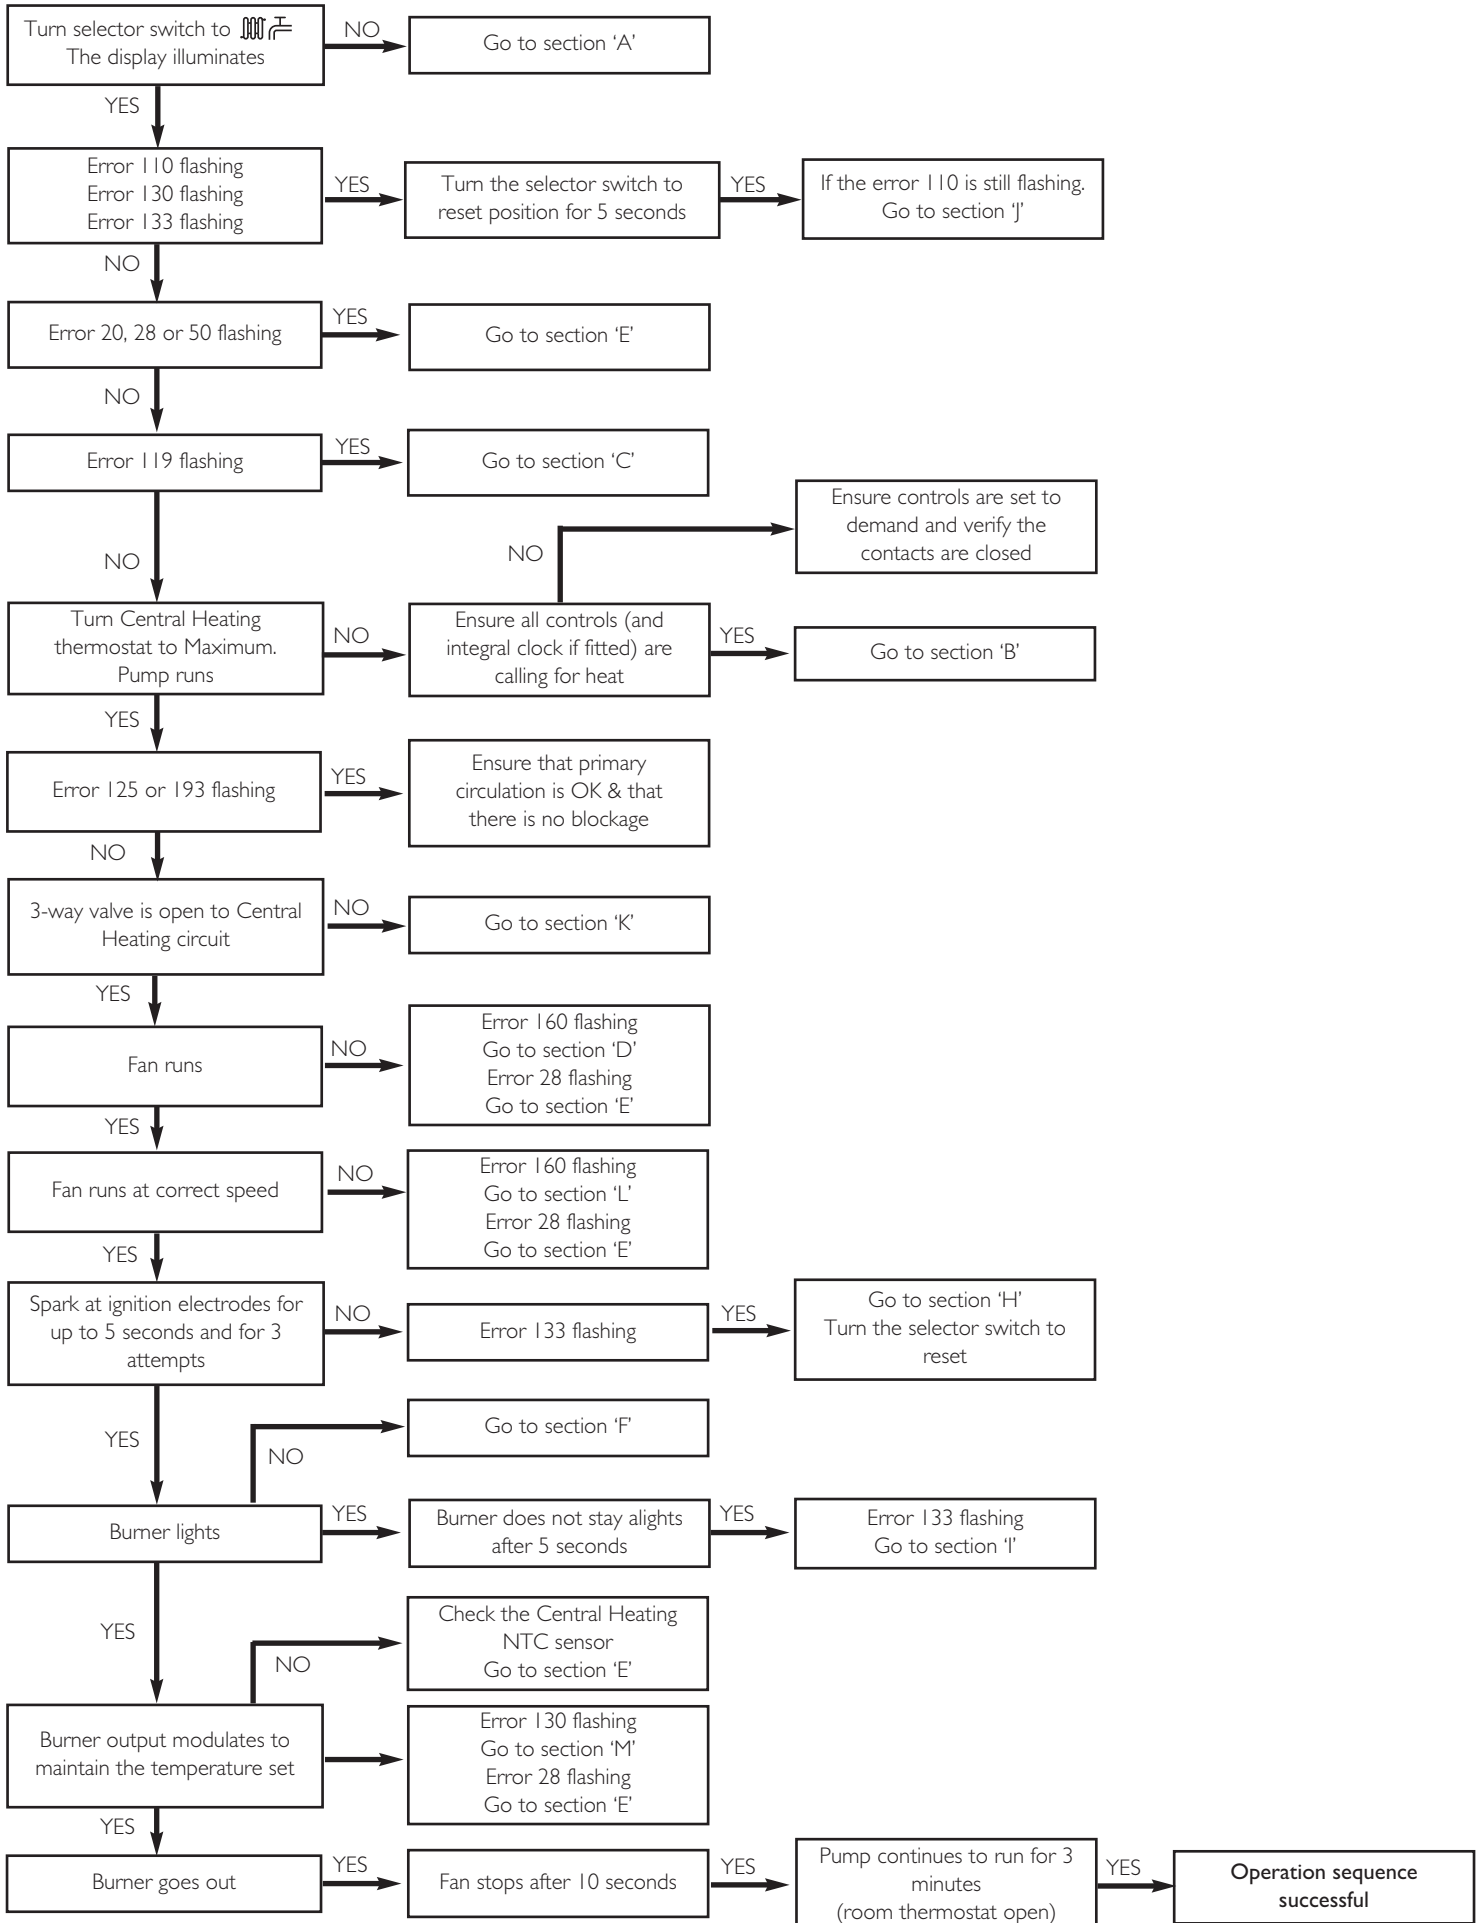 Turn selector switch to
The display illuminates
NO
Go to section ‘A’
YES
Error 110 flashing
Error 130 flashing
Error 133 flashing
YES
Turn the selector switch to
reset position for 5 seconds
YES
If the error 110 is still flashing.
Go to section ‘J’
NO
Error 20, 28 or 50 flashing
YES
Go to section ‘E’
NO
Error 119 flashing
YES
Go to section ‘C’
NO
Turn Central Heating
thermostat to Maximum.
Pump runs
NO
Ensure all controls (and
integral clock if fitted) are
calling for heat
NO
Ensure controls are set to
demand and verify the
contacts are closed
YES
Go to section ‘B’
YES
Error 125 or 193 flashing
YES
Ensure that primary
circulation is OK & that
there is no blockage
NO
3-way valve is open to Central
Heating circuit
NO
Go to section ‘K’
YES
Fan runs
NO
Error 160 flashing
Go to section ‘D’
Error 28 flashing
Go to section ‘E’
YES
Fan runs at correct speed
NO
Error 160 flashing
Go to section ‘L’
Error 28 flashing
Go to section ‘E’
YES
Spark at ignition electrodes for
up to 5 seconds and for 3
attempts
NO
Error 133 flashing
YES
Go to section ‘H’
Turn the selector switch to
reset
YES
NO
Go to section ‘F’
Burner lights
YES
Burner does not stay alights
after 5 seconds
YES
Error 133 flashing
Go to section ‘I’
YES
NO
Check the Central Heating
NTC sensor
Go to section ‘E’
Burner output modulates to
maintain the temperature set
Error 130 flashing
Go to section ‘M’
Error 28 flashing
Go to section ‘E’
YES
Burner goes out
YES
Fan stops after 10 seconds
YES
Pump continues to run for 3
minutes
(room thermostat open)
YES
Operation sequence
successful